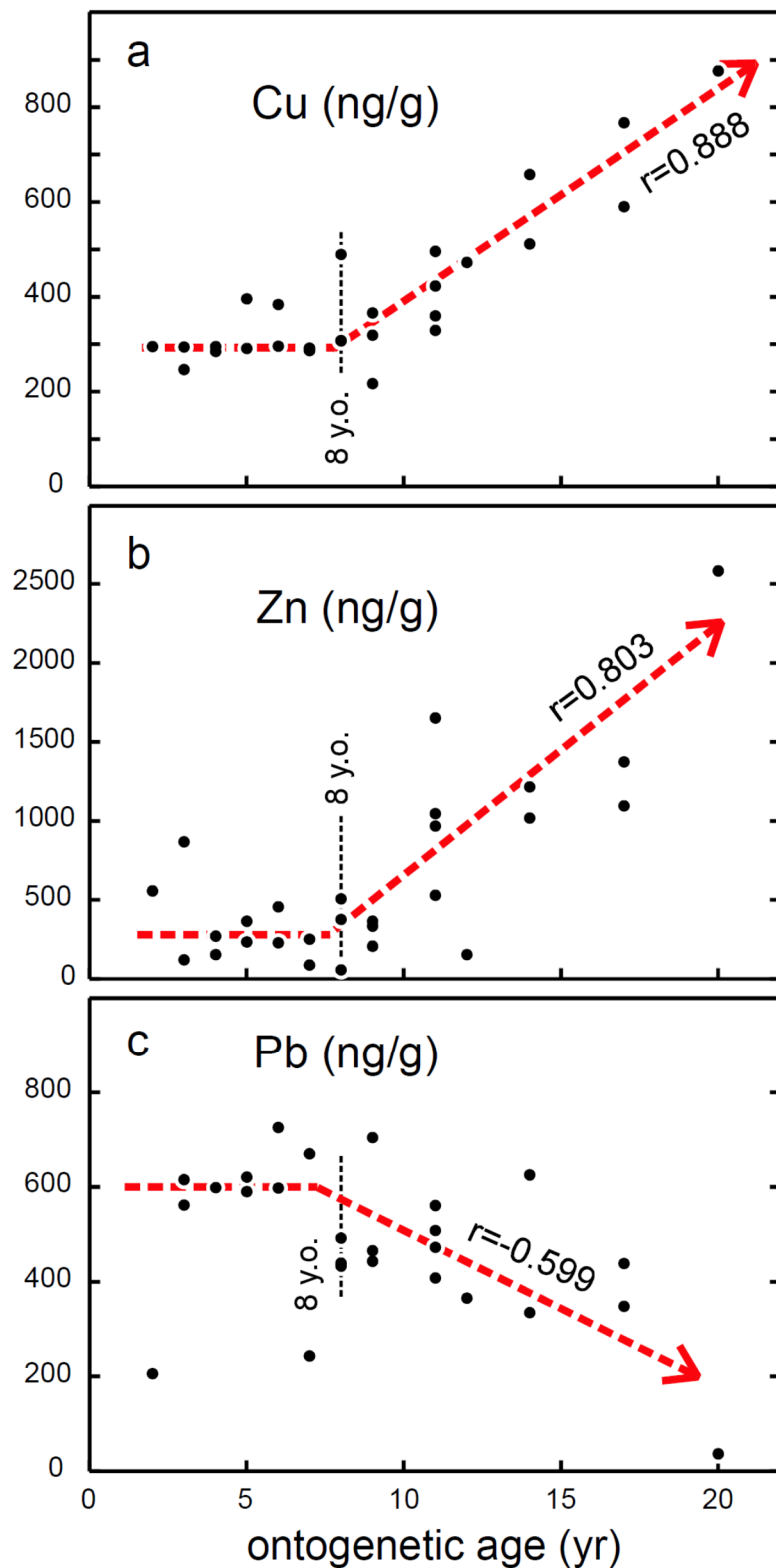 a
Cu (ng/g)
800
600
400
200
0
r=0.888
8 y.o.
b
Zn (ng/g)
2500
2000
1500
1000
500
0
r=0.803
8 y.o.
c
Pb (ng/g)
800
600
400
200
0
r=-0.599
8 y.o.
0 5 10 15 20
ontogenetic age (yr)